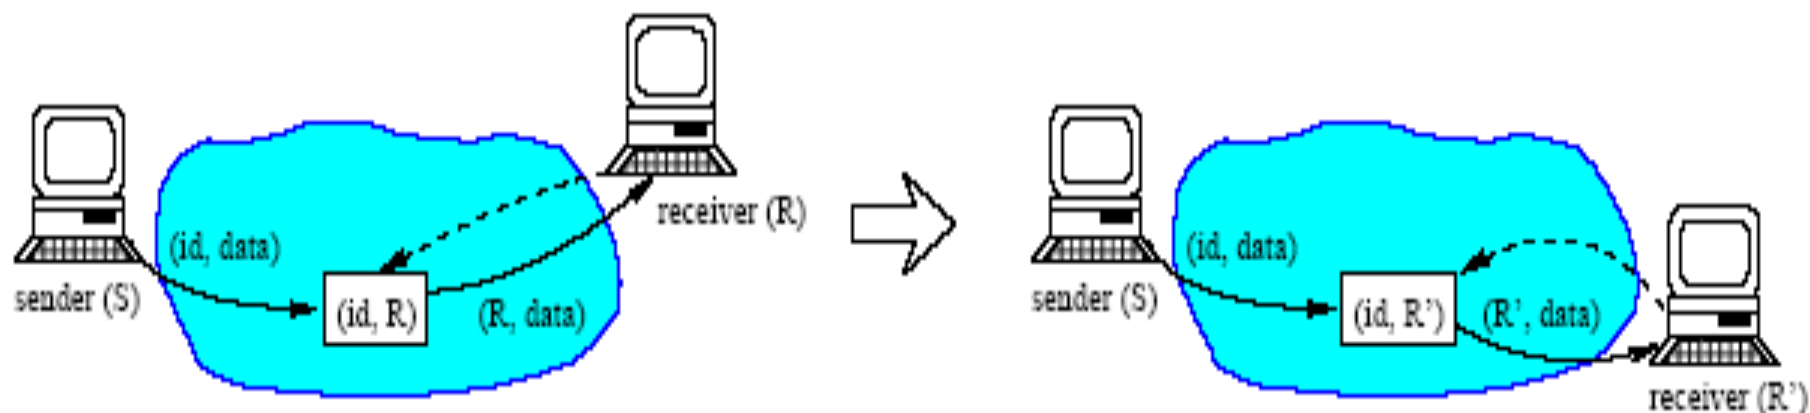 receiver (R)
(id, data)
sender (S)
(id, R)
(R, data)
(id, data)
sender (S)
(id, R')
(R', data)
receiver (R')